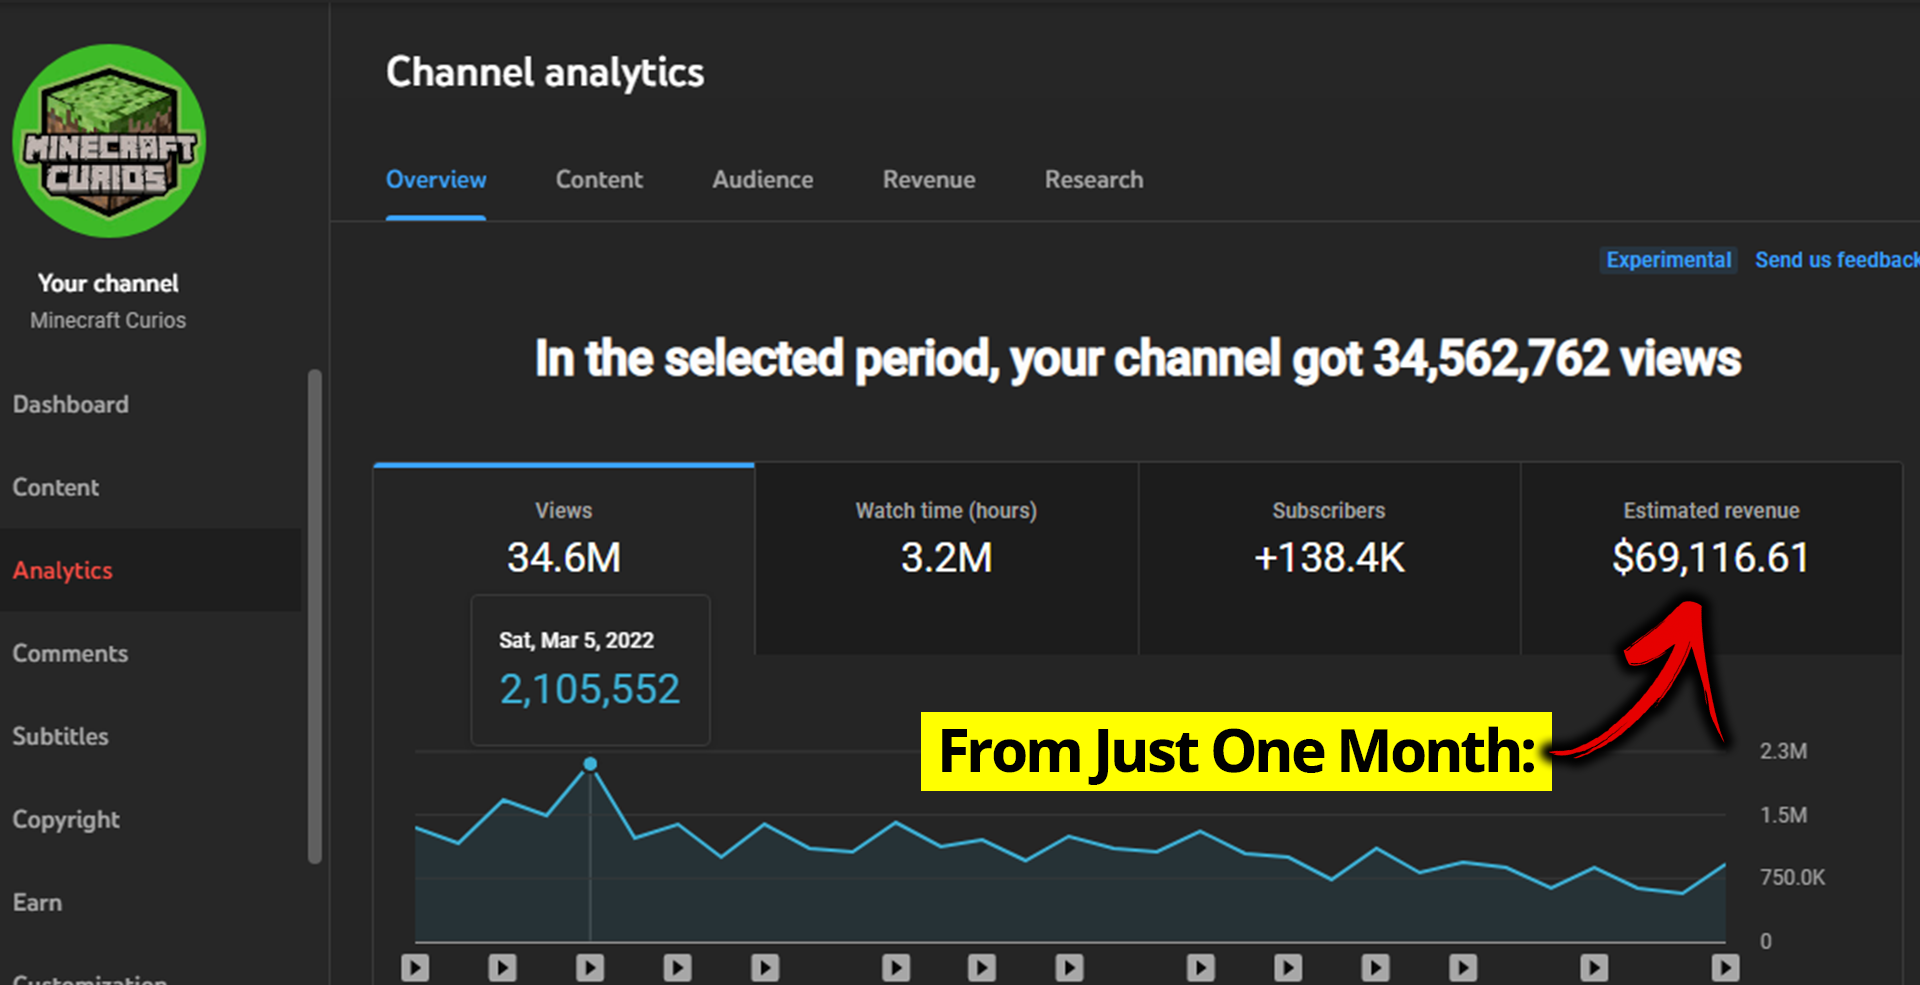 MINECRAFT
CURIOS
Your channel
Minecraft Curios
Dashboard
Content
Analytics
Comments
Subtitles
Copyright
Earn
Customization
Channel analytics
Overview Content Audience Revenue Research
Experimental Send us feedback
In the selected period, your channel got 34,562,762 views
Views
34.6M
Watch time (hours)
3.2M
Subscribers
+138.4K
Estimated revenue
$69,116.61
Sat, Mar 5, 2022
2,105,552
From Just One Month:
2.3M
1.5M
750.0K
0